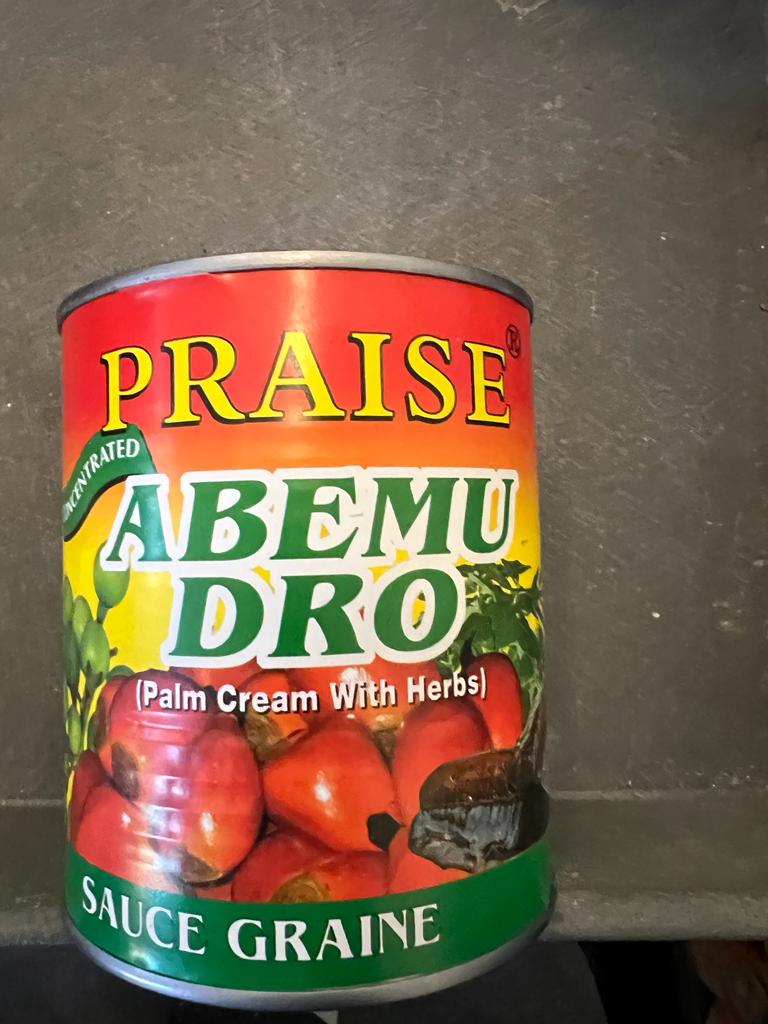 PRAISE®
CONCENTRATED
ABEMU
DRO
(Palm Cream With Herbs)
SAUCE GRAINE